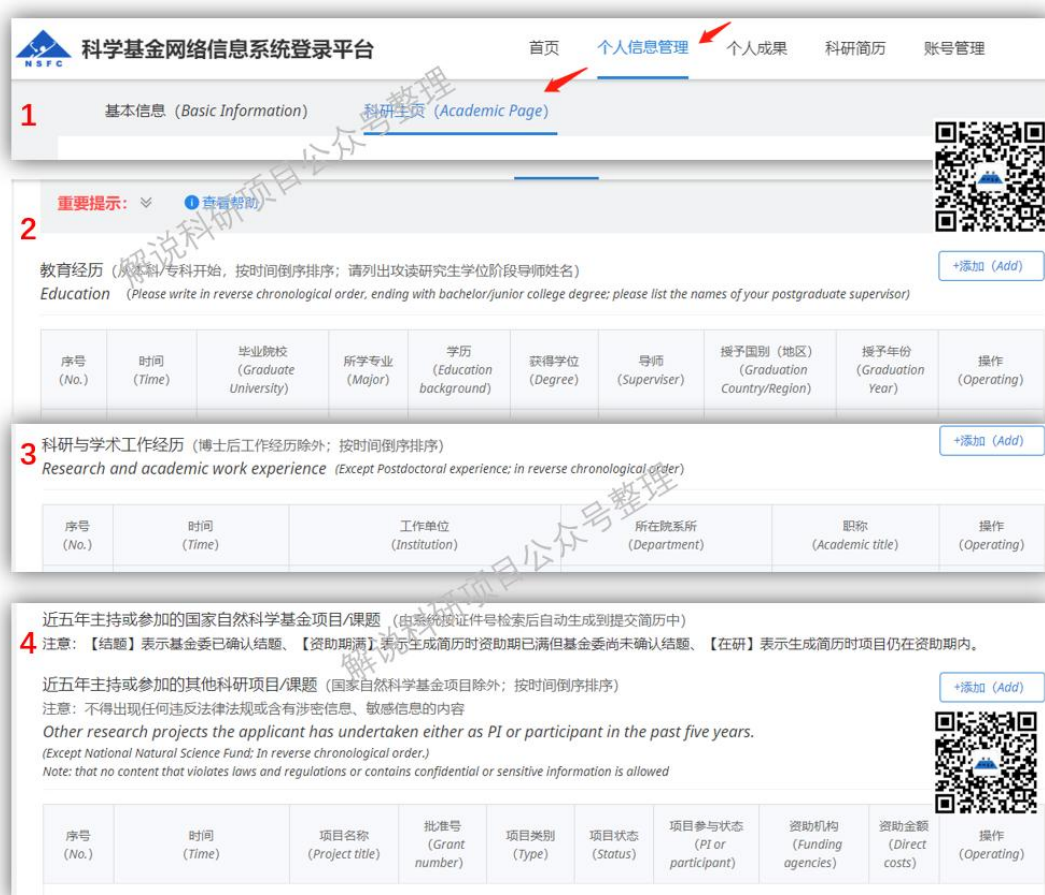 NSFC
科学基金网络信息系统登录平台
首页 个人信息管理 个人成果 科研简历 账号管理
1
基本信息（Basic Information） 科研主页（Academic Page）
2
重要提示： 查看帮助
教育经历（从本科/专科开始，按时间倒序排序；请列出攻读研究生学位阶段导师姓名）
+添加（Add）
Education （Please write in reverse chronological order, ending with bachelor/junior college degree; please list the names of your postgraduate supervisor)
序号（No.）
时间（Time）
毕业院校（Graduate University）
所学专业（Major）
学历（Education background）
获得学位（Degree）
导师（Superviser）
授予国别（地区）（Graduation Country/Region）
授予年份（Graduation Year）
操作（Operating）
3
科研与学术工作经历（博士后工作经历除外；按时间倒序排序）
+添加（Add）
Research and academic work experience （Except Postdoctoral experience; in reverse chronological order）
序号（No.）
时间（Time）
工作单位（Institution）
所在院系所（Department）
职称（Academic title）
操作（Operating）
4
近五年主持或参加的国家自然科学基金项目/课题（由系统按证件号检索后自动生成到提交简历中）
注意：【结题】表示基金委已确认结题、【资助期满】表示生成简历时资助期已满但基金委尚未确认结题、【在研】表示生成简历时项目仍在资助期内。
近五年主持或参加的其他科研项目/课题（国家自然科学基金项目除外；按时间倒序排序）
+添加（Add）
注意：不得出现任何违反法律法规或含有涉密信息、敏感信息的内容
Other research projects the applicant has undertaken either as PI or participant in the past five years.
(Except National Natural Science Fund; In reverse chronological order.)
Note: that no content that violates laws and regulations or contains confidential or sensitive information is allowed
序号（No.）
时间（Time）
项目名称（Project title）
批准号（Grant number）
项目类别（Type）
项目状态（Status）
项目参与状态（PI or participant）
资助机构（Funding agencies）
资助金额（Direct costs）
操作（Operating）
解说科研项目公众号整理
解说科研项目公众号整理